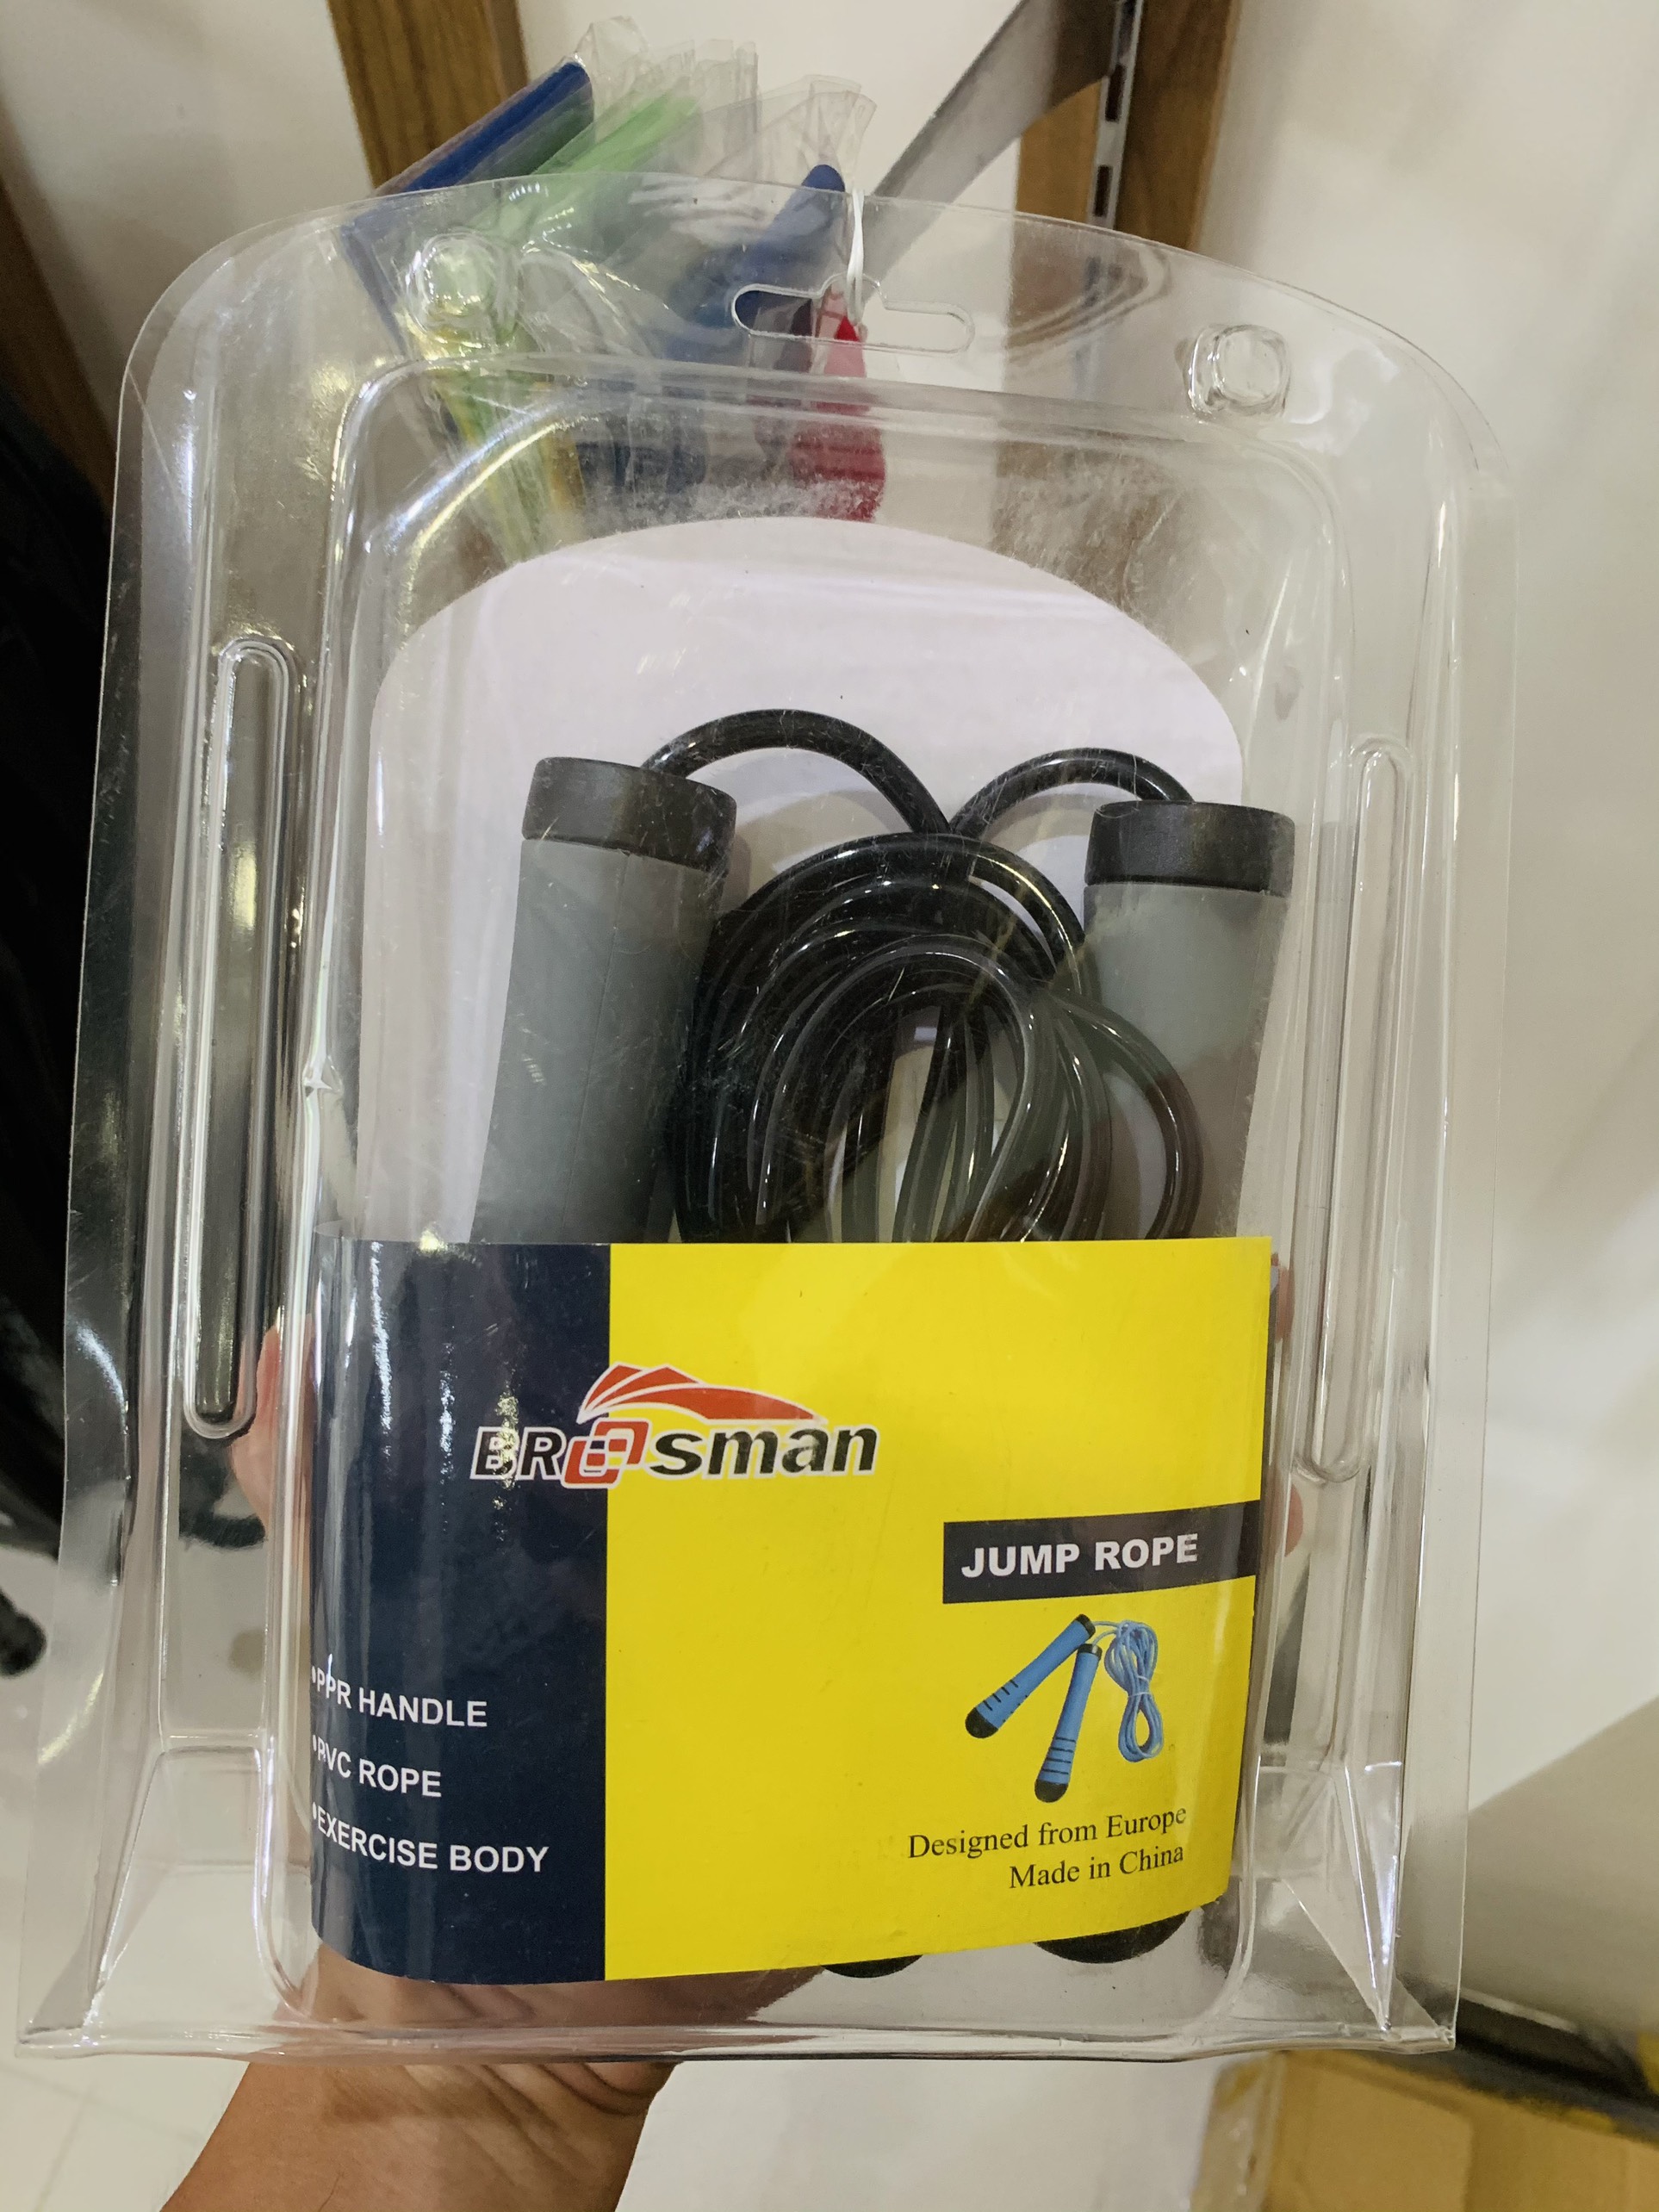 BROSman
JUMP ROPE
•PPR HANDLE
•PVC ROPE
•EXERCISE BODY
Designed from Europe
Made in China